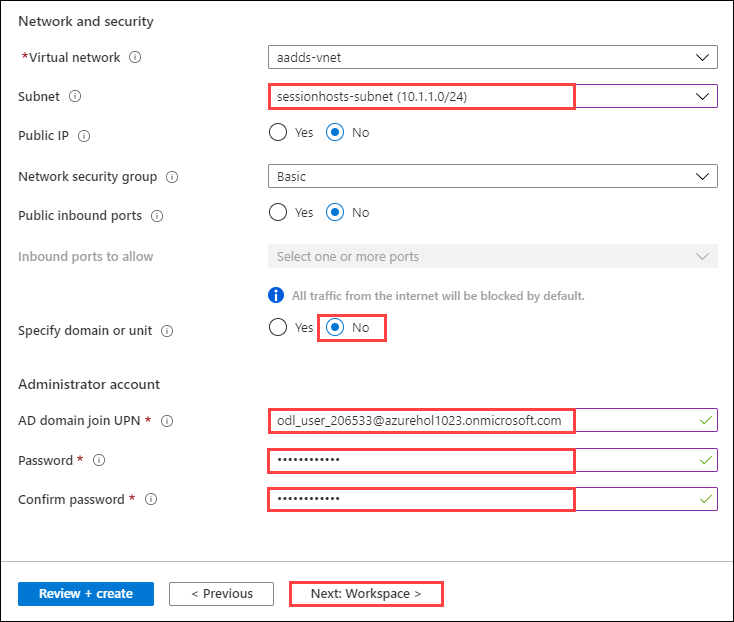 Network and security
*Virtual network
aadds-vnet
Subnet
sessionhosts-subnet (10.1.1.0/24)
Public IP
Yes No
Network security group
Basic
Public inbound ports
Yes No
Inbound ports to allow
Select one or more ports
All traffic from the internet will be blocked by default.
Specify domain or unit
Yes No
Administrator account
AD domain join UPN *
odl_user_206533@azurehol1023.onmicrosoft.com
Password *
••••••••••••
Confirm password *
••••••••••••
Review + create
< Previous
Next: Workspace >